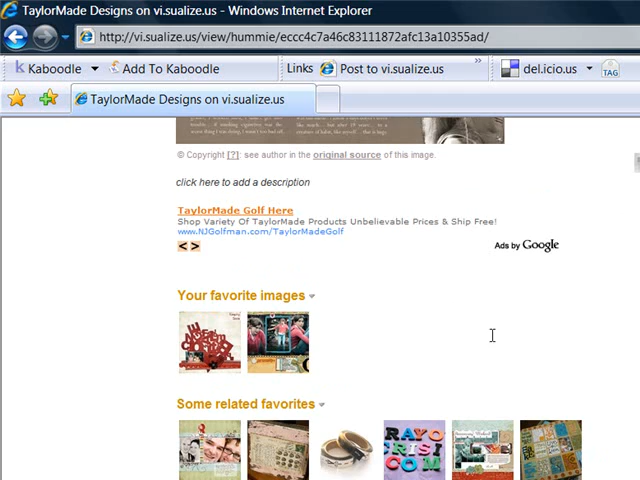 TaylorMade Designs on vi.sualize.us - Windows Internet Explorer
http://vi.sualize.us/view/hummie/eccc4c7a46c83111872afc13a10355ad/
Kaboodle Add To Kaboodle Links Post to vi.sualize.us » del.icio.us TAG
TaylorMade Designs on vi.sualize.us
© Copyright [?]: see author in the original source of this image.
click here to add a description
TaylorMade Golf Here
Shop Variety Of TaylorMade Products Unbelievable Prices & Ship Free!
www.NJGolfman.com/TaylorMadeGolf
< > Ads by Google
Your favorite images
Some related favorites
CRAYO
CRISI
COM